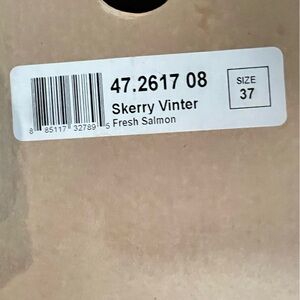 47.2617 08
Skerry Vinter
Fresh Salmon
8 85117 32789 5
SIZE
37